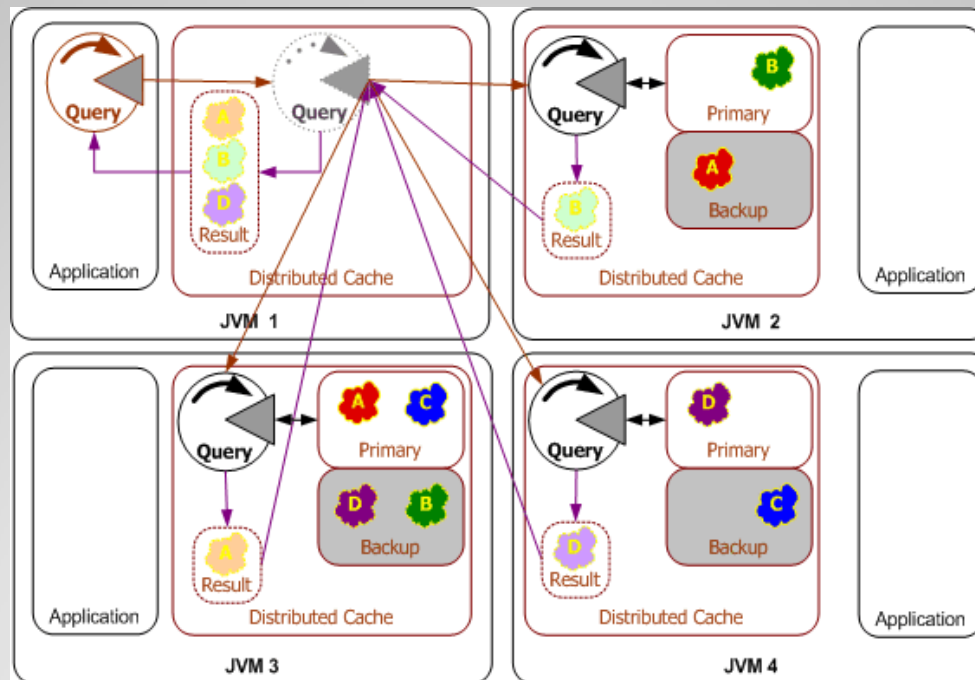 Query
Query
A
B
D
Result
Application
Distributed Cache
JVM 1
Query
B
Primary
A
Backup
B
Result
Distributed Cache
Application
JVM 2
Query
A
C
Primary
D
B
Backup
A
Result
Application
Distributed Cache
JVM 3
Query
D
Primary
C
Backup
D
Result
Distributed Cache
Application
JVM 4